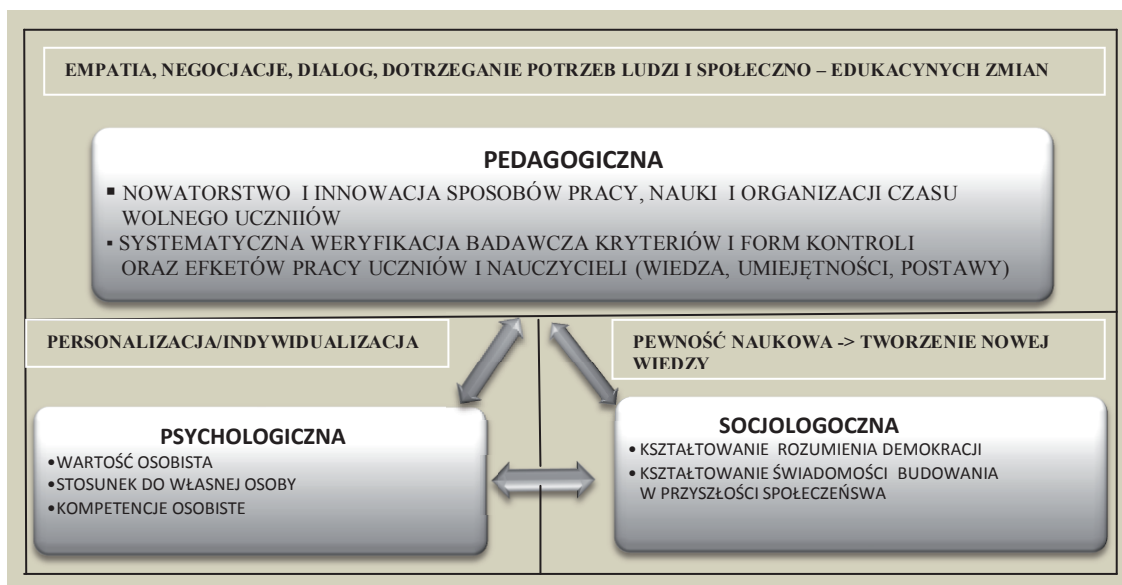 EMPATIA, NEGOCJACJE, DIALOG, DOTRZEGANIE POTRZEB LUDZI I SPOŁECZNO – EDUKACYNYCH ZMIAN
PEDAGOGICZNA
▪ NOWATORSTWO I INNOWACJA SPOSOBÓW PRACY, NAUKI I ORGANIZACJI CZASU
WOLNEGO UCZNIIÓW
▪ SYSTEMATYCZNA WERYFIKACJA BADAWCZA KRYTERIÓW I FORM KONTROLI
ORAZ EFKETÓW PRACY UCZNIÓW I NAUCZYCIELI (WIEDZA, UMIEJĘTNOŚCI, POSTAWY)
PERSONALIZACJA/INDYWIDUALIZACJA
PEWNOŚĆ NAUKOWA -> TWORZENIE NOWEJ
WIEDZY
PSYCHOLOGICZNA
•WARTOŚĆ OSOBISTA
•STOSUNEK DO WŁASNEJ OSOBY
•KOMPETENCJE OSOBISTE
SOCJOLOGOCZNA
•KSZTAŁTOWANIE ROZUMIENIA DEMOKRACJI
•KSZTAŁTOWANIE ŚWIADOMOŚCI BUDOWANIA
W PRZYSZŁOŚCI SPOŁECZEŃSWA